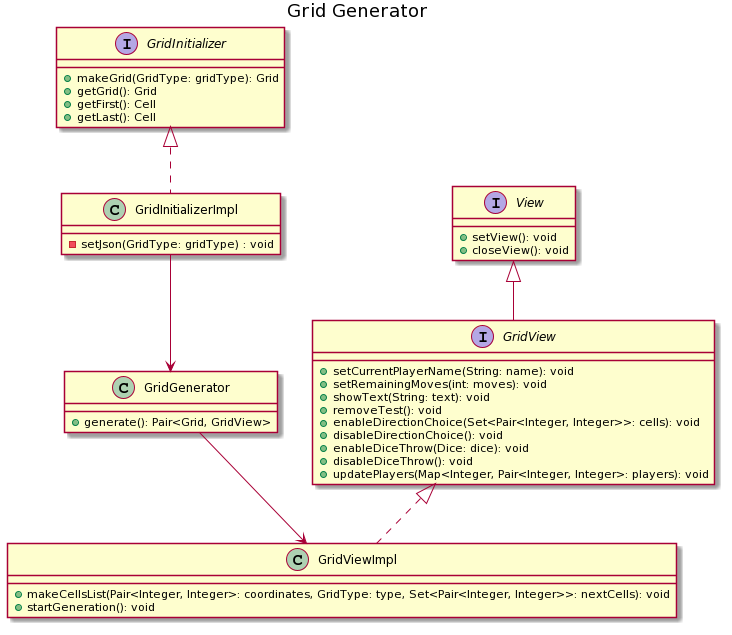 Grid Generator
I GridInitializer
makeGrid(GridType: gridType): Grid
getGrid(): Grid
getFirst(): Cell
getLast(): Cell
C GridInitializerImpl
setJson(GridType: gridType) : void
I View
setView(): void
closeView(): void
I GridView
setCurrentPlayerName(String: name): void
setRemainingMoves(int: moves): void
showText(String: text): void
removeTest(): void
enableDirectionChoice(Set<Pair<Integer, Integer>>: cells): void
disableDirectionChoice(): void
enableDiceThrow(Dice: dice): void
disableDiceThrow(): void
updatePlayers(Map<Integer, Pair<Integer, Integer>: players): void
C GridGenerator
generate(): Pair<Grid, GridView>
C GridViewImpl
makeCellsList(Pair<Integer, Integer>: coordinates, GridType: type, Set<Pair<Integer, Integer>>: nextCells): void
startGeneration(): void